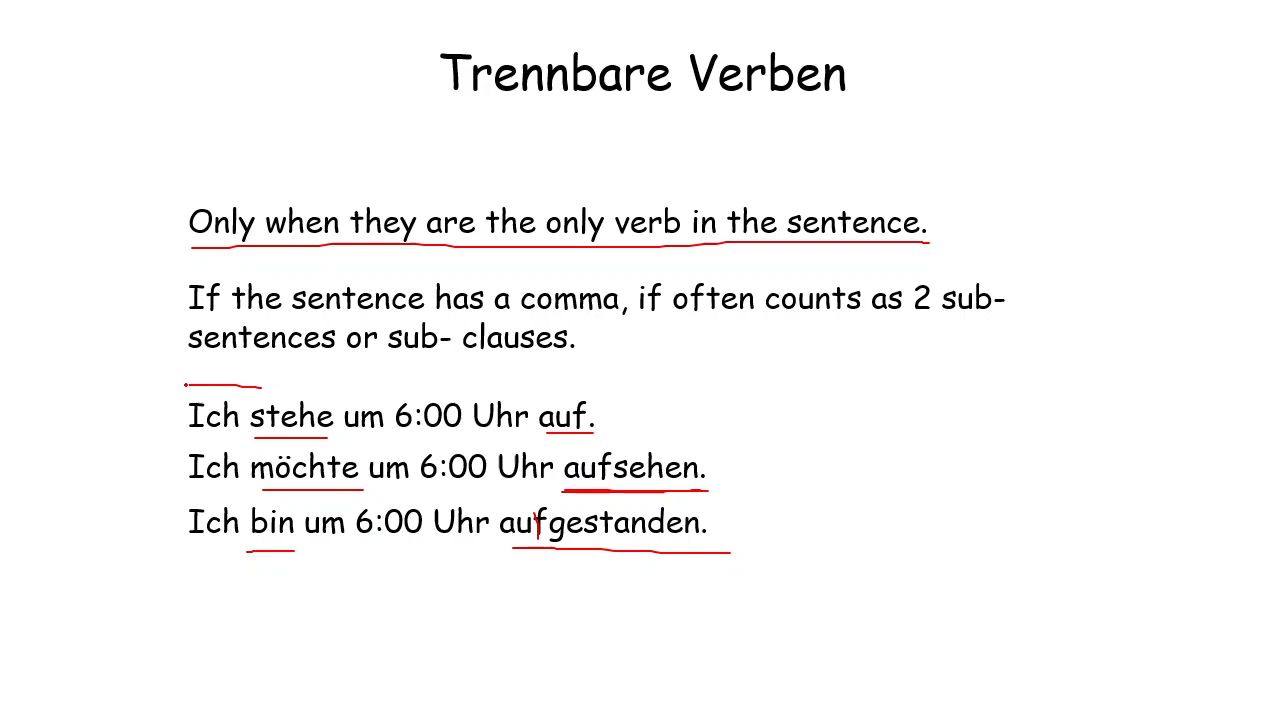 Trennbare Verben
Only when they are the only verb in the sentence.
If the sentence has a comma, if often counts as 2 sub-
sentences or sub- clauses.
Ich stehe um 6:00 Uhr auf.
Ich möchte um 6:00 Uhr aufsehen.
Ich bin um 6:00 Uhr aufgestanden.